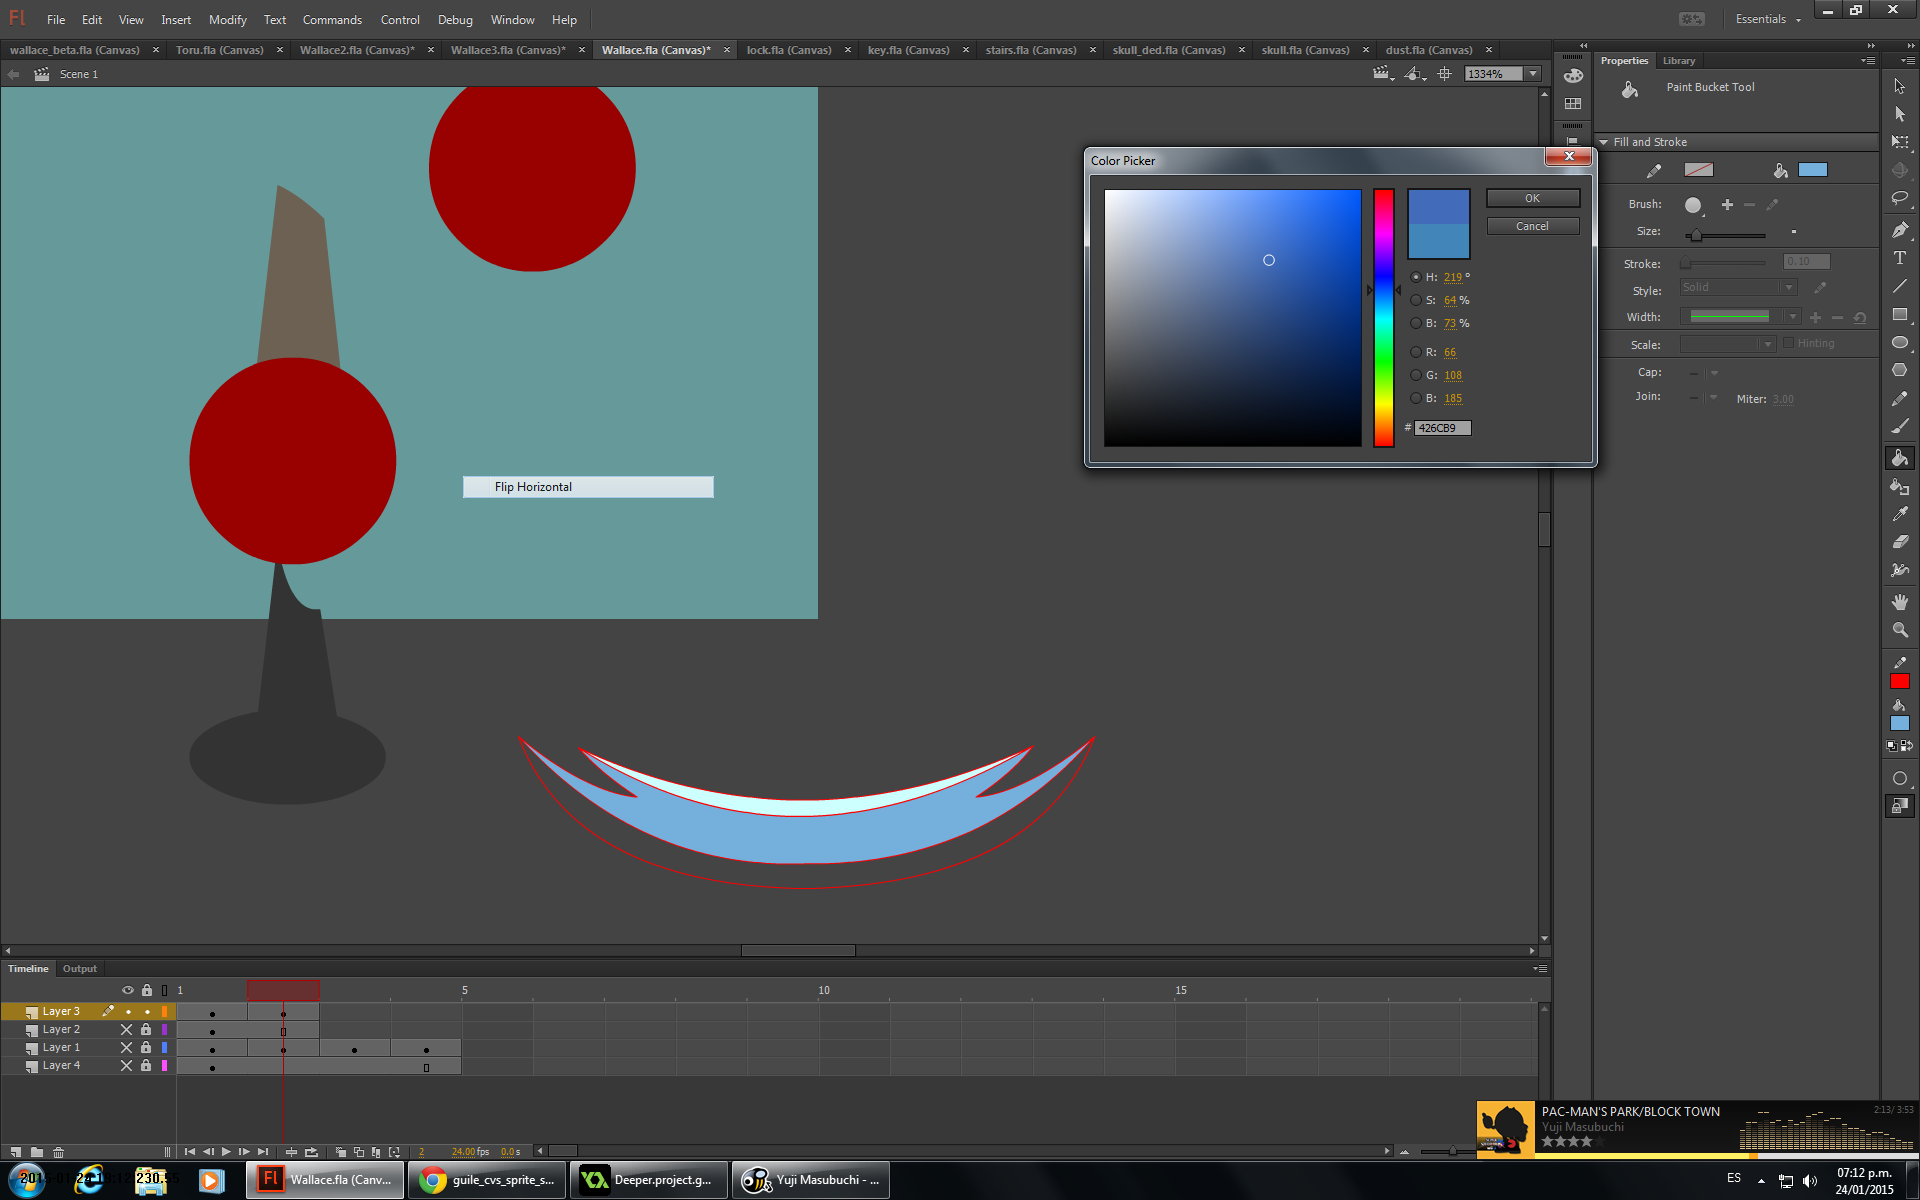 Fl File Edit View Insert Modify Text Commands Control Debug Window Help Essentials
wallace_beta.fla (Canvas) × Toru.fla (Canvas) × Wallace2.fla (Canvas)* × Wallace3.fla (Canvas)* × Wallace.fla (Canvas)* × lock.fla (Canvas) × key.fla (Canvas) × stairs.fla (Canvas) × skull_ded.fla (Canvas) × skull.fla (Canvas) × dust.fla (Canvas) ×
Scene 1 1334%
Properties Library
Paint Bucket Tool
Fill and Stroke
Brush:
Size:
Stroke: 0,10
Style: Solid
Width:
Scale: Hinting
Cap:
Join: Miter: 3,00
Color Picker
OK
Cancel
H: 219 °
S: 64 %
B: 73 %
R: 66
G: 108
B: 185
# 426CB9
Flip Horizontal
Timeline Output
1 5 10 15
Layer 3
Layer 2
Layer 1
Layer 4
2 24.00 fps 0.0 s
PAC-MAN'S PARK/BLOCK TOWN 2:13/ 3:53
Yuji Masubuchi
Fl Wallace.fla (Canv... guile_cvs_sprite_s... Deeper.project.g... Yuji Masubuchi - ...
ES 07:12 p.m.
24/01/2015